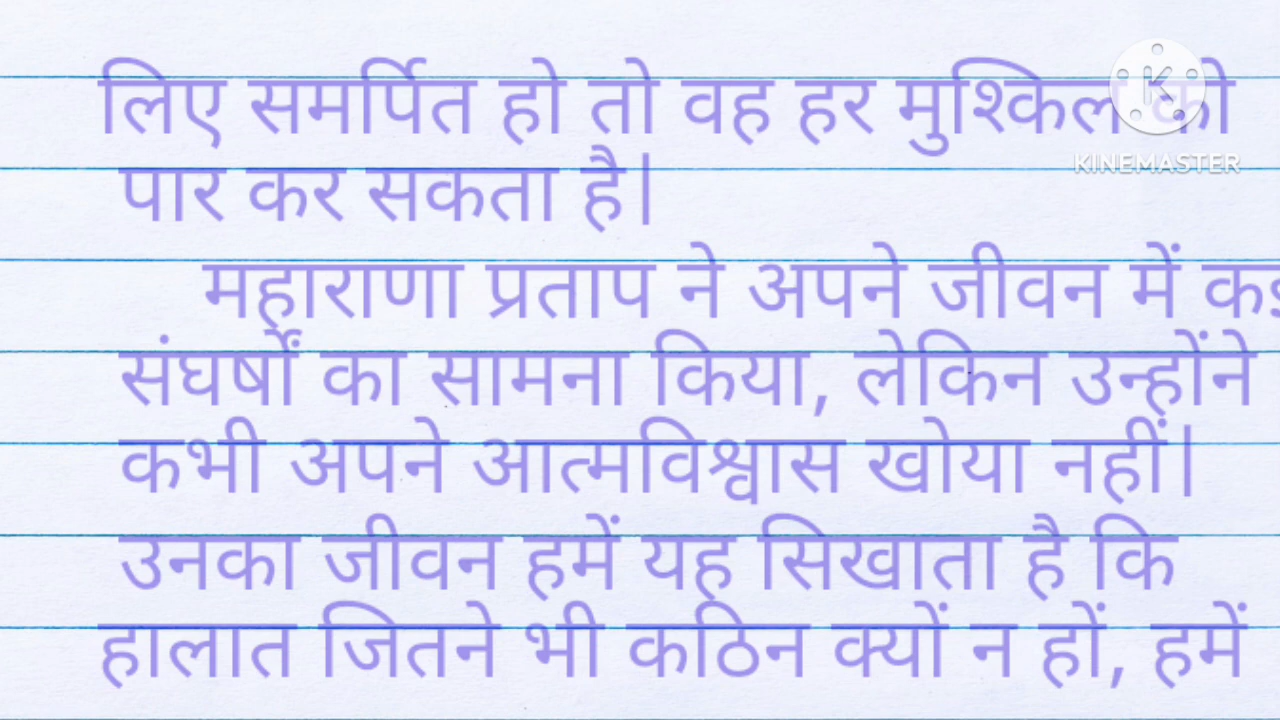 लिए समर्पित हो तो वह हर मुश्किल को
KINEMASTER
पार कर सकता है|
महाराणा प्रताप ने अपने जीवन में
संघर्षों का सामना किया, लेकिन उन्होंने
कभी अपने आत्मविश्वास खोया नहीं|
उनका जीवन हमें यह सिखाता है कि
हालात जितने भी कठिन क्यों न हों, हमें